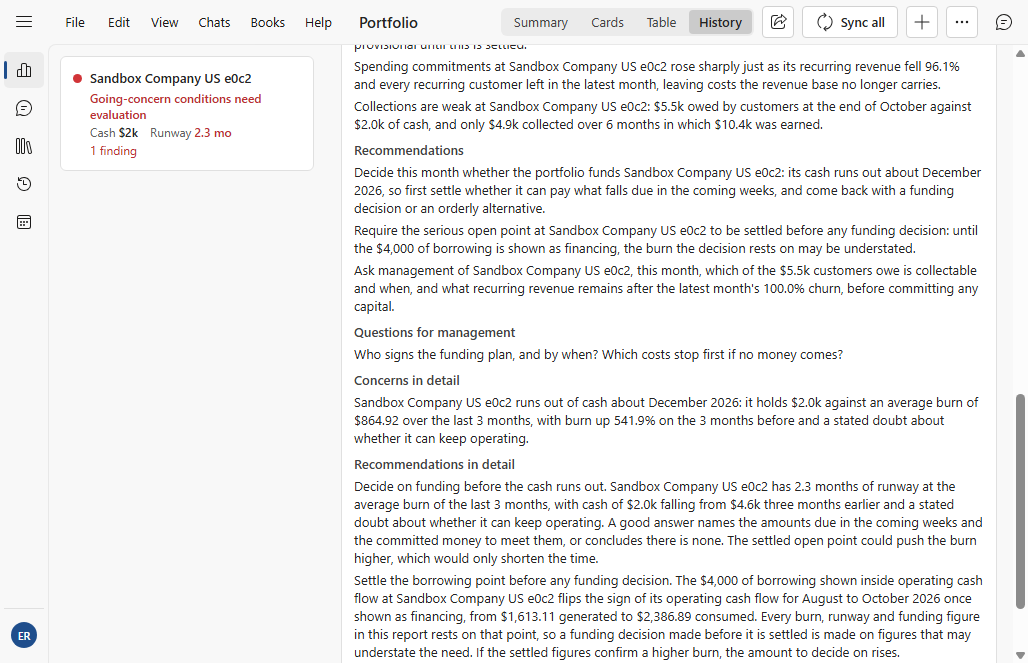 File Edit View Chats Books Help Portfolio Summary Cards Table History Sync all
Sandbox Company US e0c2
Going-concern conditions need
evaluation
Cash $2k Runway 2.3 mo
1 finding
ER
provisional until this is settled.
Spending commitments at Sandbox Company US e0c2 rose sharply just as its recurring revenue fell 96.1%
and every recurring customer left in the latest month, leaving costs the revenue base no longer carries.
Collections are weak at Sandbox Company US e0c2: $5.5k owed by customers at the end of October against
$2.0k of cash, and only $4.9k collected over 6 months in which $10.4k was earned.
Recommendations
Decide this month whether the portfolio funds Sandbox Company US e0c2: its cash runs out about December
2026, so first settle whether it can pay what falls due in the coming weeks, and come back with a funding
decision or an orderly alternative.
Require the serious open point at Sandbox Company US e0c2 to be settled before any funding decision: until
the $4,000 of borrowing is shown as financing, the burn the decision rests on may be understated.
Ask management of Sandbox Company US e0c2, this month, which of the $5.5k customers owe is collectable
and when, and what recurring revenue remains after the latest month's 100.0% churn, before committing any
capital.
Questions for management
Who signs the funding plan, and by when? Which costs stop first if no money comes?
Concerns in detail
Sandbox Company US e0c2 runs out of cash about December 2026: it holds $2.0k against an average burn of
$864.92 over the last 3 months, with burn up 541.9% on the 3 months before and a stated doubt about
whether it can keep operating.
Recommendations in detail
Decide on funding before the cash runs out. Sandbox Company US e0c2 has 2.3 months of runway at the
average burn of the last 3 months, with cash of $2.0k falling from $4.6k three months earlier and a stated
doubt about whether it can keep operating. A good answer names the amounts due in the coming weeks and
the committed money to meet them, or concludes there is none. The settled open point could push the burn
higher, which would only shorten the time.
Settle the borrowing point before any funding decision. The $4,000 of borrowing shown inside operating cash
flow at Sandbox Company US e0c2 flips the sign of its operating cash flow for August to October 2026 once
shown as financing, from $1,613.11 generated to $2,386.89 consumed. Every burn, runway and funding figure
in this report rests on that point, so a funding decision made before it is settled is made on figures that may
understate the need. If the settled figures confirm a higher burn, the amount to decide on rises.